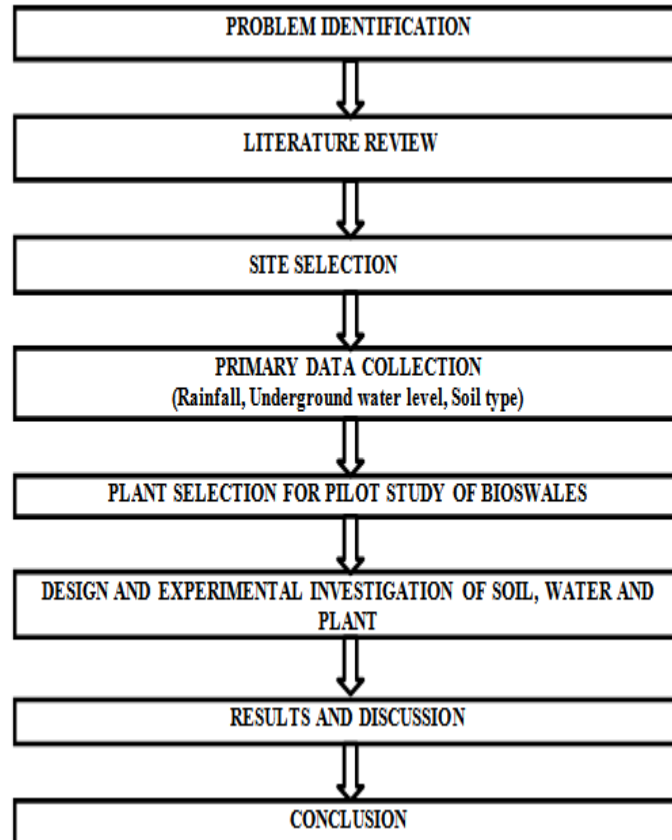 PROBLEM IDENTIFICATION
LITERATURE REVIEW
SITE SELECTION
PRIMARY DATA COLLECTION
(Rainfall, Underground water level, Soil type)
PLANT SELECTION FOR PILOT STUDY OF BIOSWALES
DESIGN AND EXPERIMENTAL INVESTIGATION OF SOIL, WATER AND
PLANT
RESULTS AND DISCUSSION
CONCLUSION